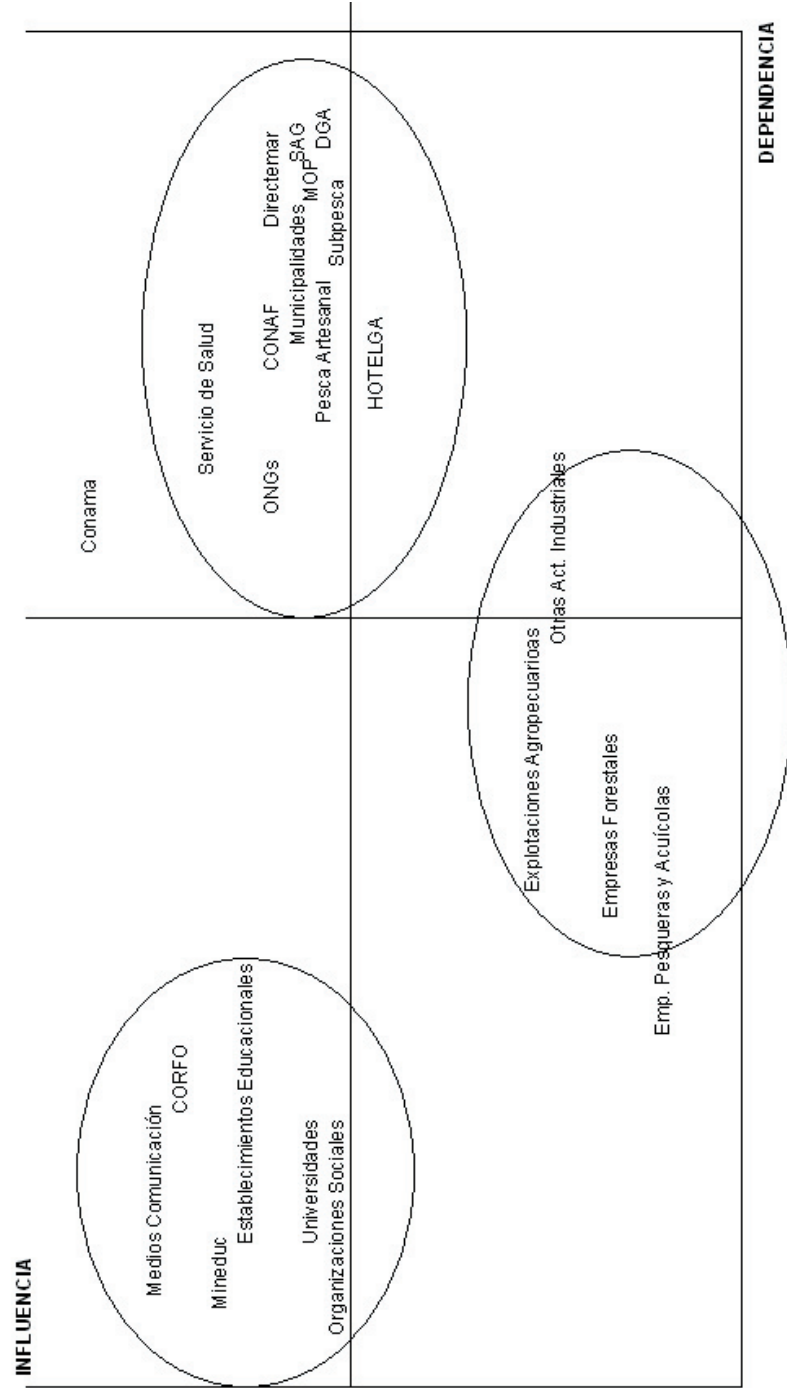 INFLUENCIA
Conama
Medios Comunicación
CORFO
Servicio de Salud
Mineduc
Establecimientos Educacionales
ONGs
CONAF
Directemar
Municipalidades
SAG
Universidades
MOP
Pesca Artesanal
DGA
Organizaciones Sociales
Subpesca
HOTELGA
Explotaciones Agropecuarioas
Otras Act. Industriales
Empresas Forestales
Emp. Pesqueras y Acuícolas
DEPENDENCIA